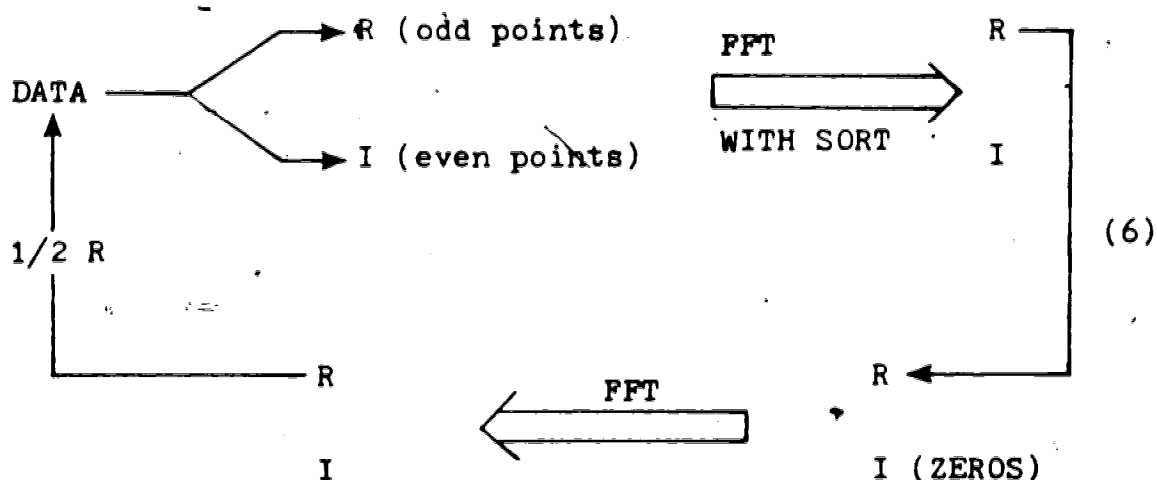 R (odd points)
FFT
R
DATA
I (even points)
WITH SORT
I
(6)
1/2 R
R
FFT
R
I
I (ZEROS)